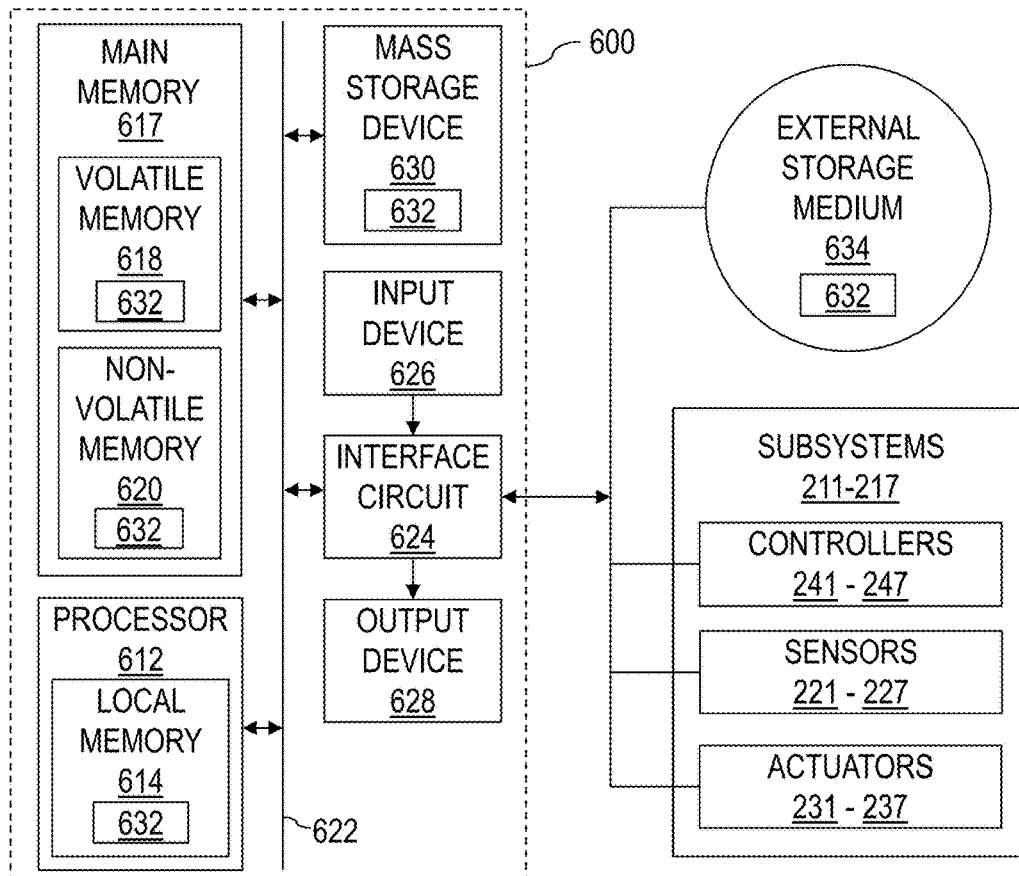 MAIN
MEMORY
617
VOLATILE
MEMORY
618
632
NON-
VOLATILE
MEMORY
620
632
PROCESSOR
612
LOCAL
MEMORY
614
632
622
MASS
STORAGE
DEVICE
630
632
INPUT
DEVICE
626
INTERFACE
CIRCUIT
624
OUTPUT
DEVICE
628
600
EXTERNAL
STORAGE
MEDIUM
634
632
SUBSYSTEMS
211-217
CONTROLLERS
241 - 247
SENSORS
221 - 227
ACTUATORS
231 - 237